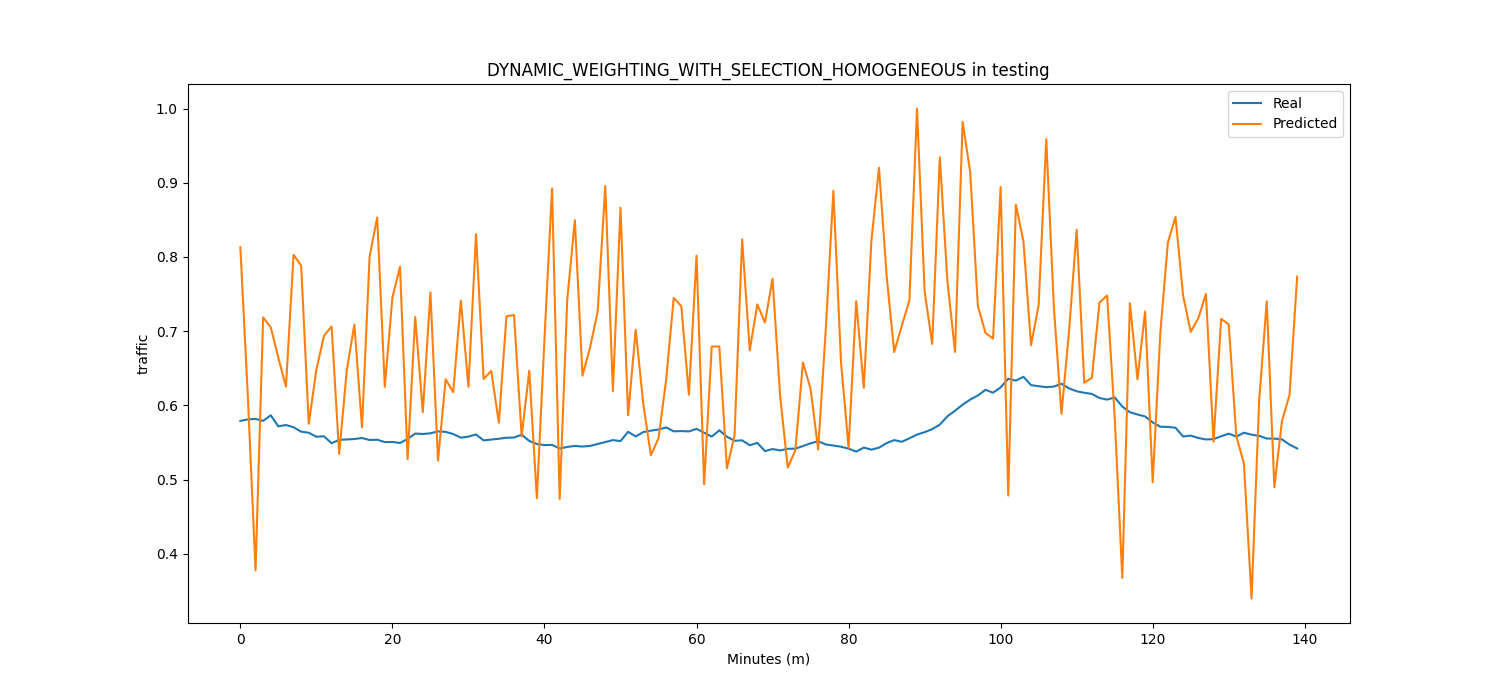 DYNAMIC_WEIGHTING_WITH_SELECTION_HOMOGENEOUS in testing
Real
Predicted
1.0
0.9
0.8
0.7
0.6
0.5
0.4
traffic
0 20 40 60 80 100 120 140
Minutes (m)